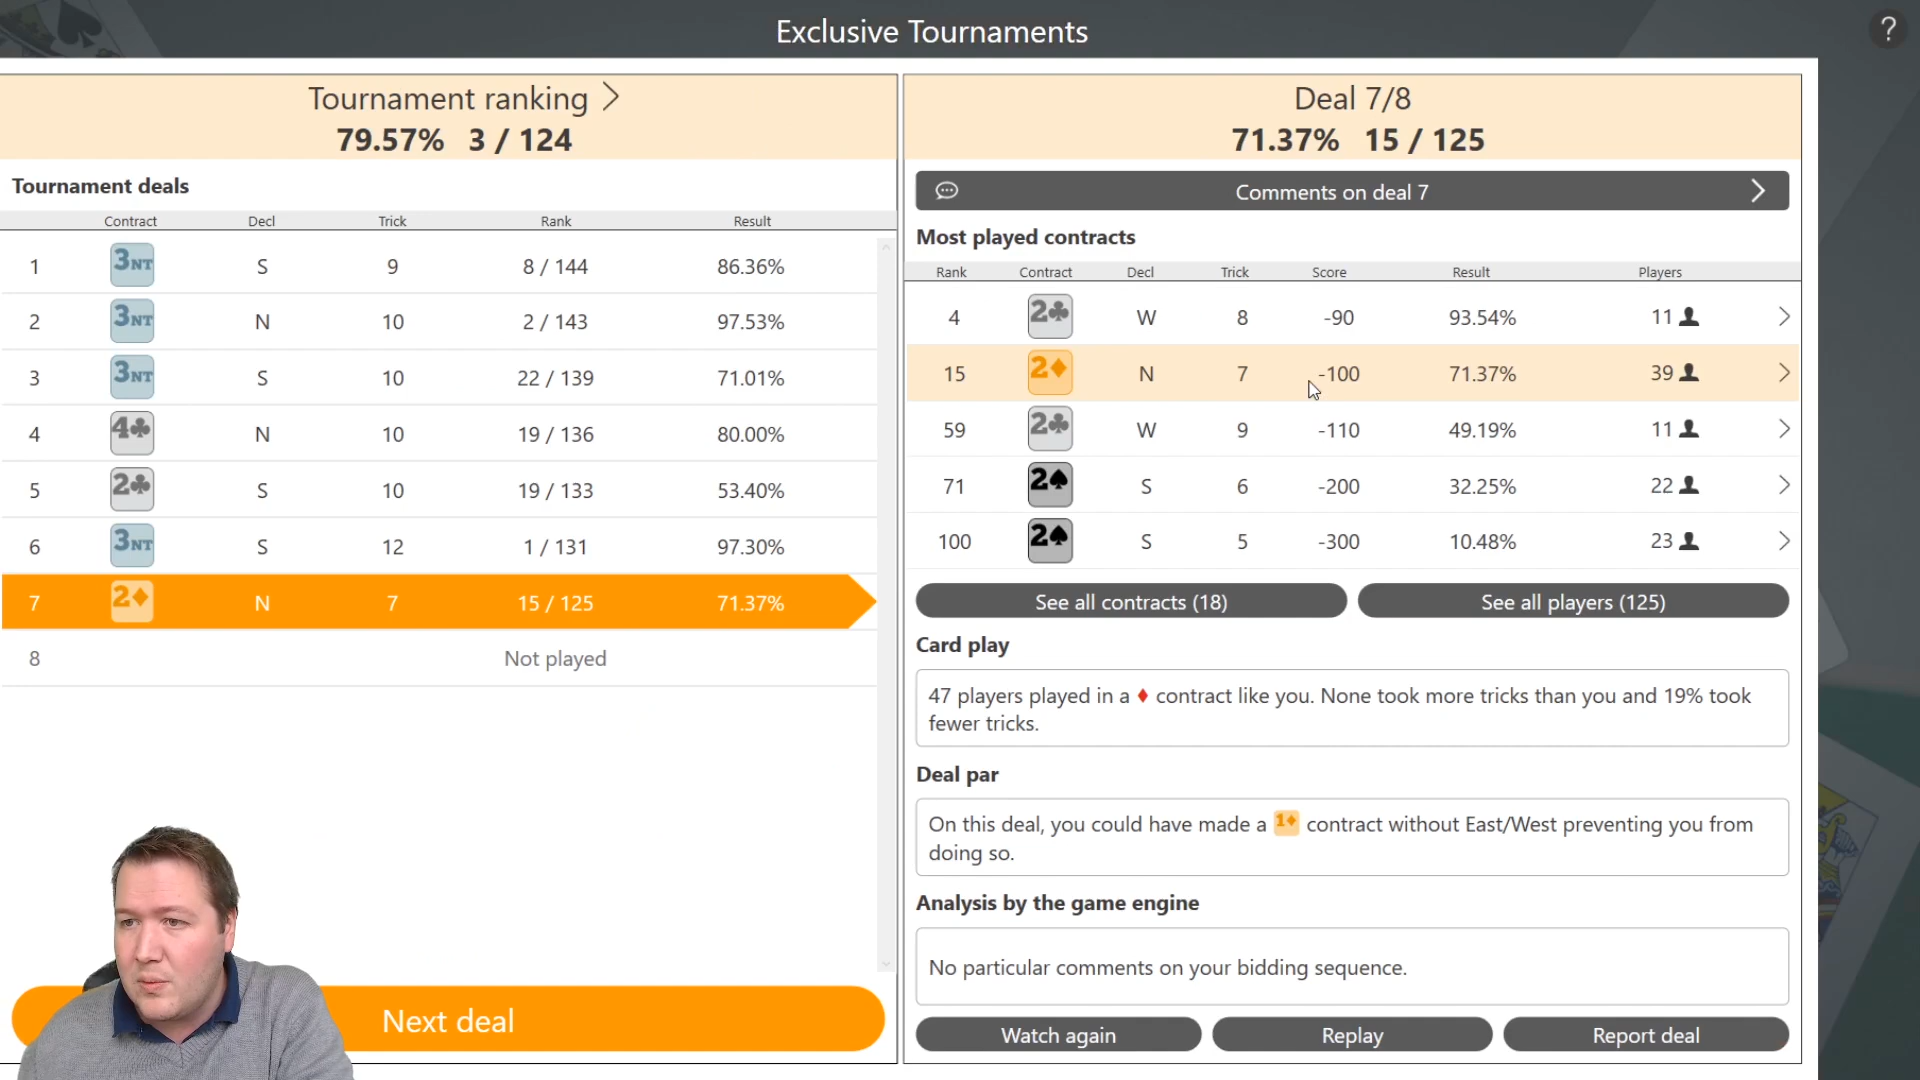 Exclusive Tournaments
?
Tournament ranking >
79.57% 3 / 124
Tournament deals
Contract Decl Trick Rank Result
1 3NT S 9 8 / 144 86.36%
2 3NT N 10 2 / 143 97.53%
3 3NT S 10 22 / 139 71.01%
4 4♣ N 10 19 / 136 80.00%
5 2♣ S 10 19 / 133 53.40%
6 3NT S 12 1 / 131 97.30%
7 2♦ N 7 15 / 125 71.37%
8 Not played
Next deal
Deal 7/8
71.37% 15 / 125
Comments on deal 7
Most played contracts
Rank Contract Decl Trick Score Result Players
4 2♣ W 8 -90 93.54% 11
15 2♦ N 7 -100 71.37% 39
59 2♣ W 9 -110 49.19% 11
71 2♠ S 6 -200 32.25% 22
100 2♠ S 5 -300 10.48% 23
See all contracts (18) See all players (125)
Card play
47 players played in a ♦ contract like you. None took more tricks than you and 19% took
fewer tricks.
Deal par
On this deal, you could have made a 1♦ contract without East/West preventing you from
doing so.
Analysis by the game engine
No particular comments on your bidding sequence.
Watch again Replay Report deal